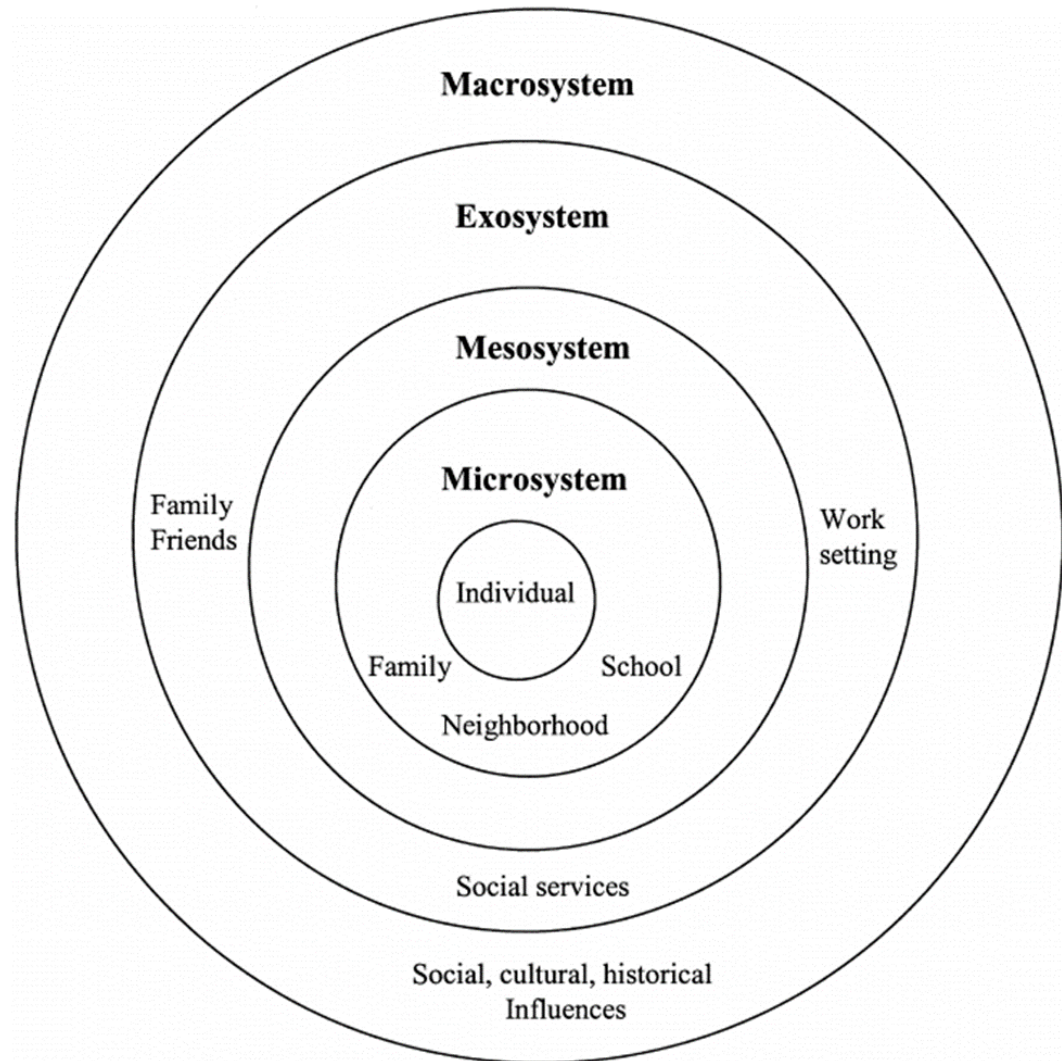 Macrosystem
Exosystem
Mesosystem
Microsystem
Family
Friends
Work
setting
Individual
Family
School
Neighborhood
Social services
Social, cultural, historical
Influences